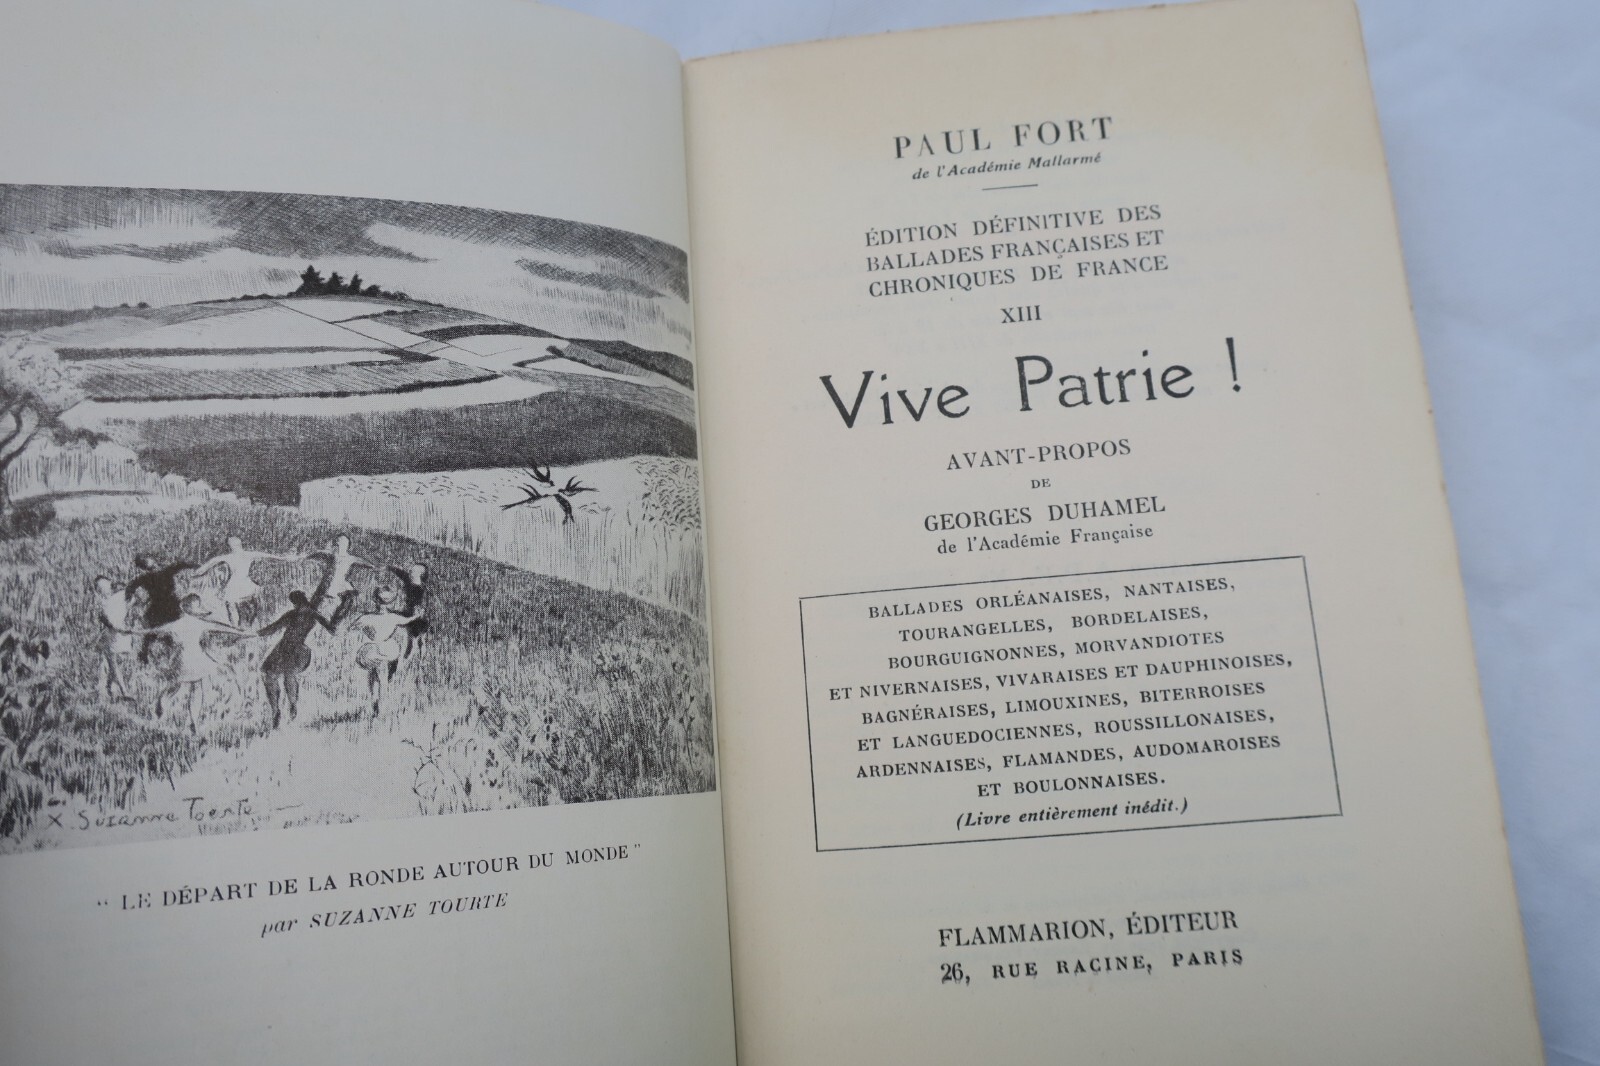 X. Suzanne Tourte
“ LE DÉPART DE LA RONDE AUTOUR DU MONDE ”
par SUZANNE TOURTE
PAUL FORT
de l'Académie Mallarmé
ÉDITION DÉFINITIVE DES
BALLADES FRANÇAISES ET
CHRONIQUES DE FRANCE
XIII
Vive Patrie !
AVANT-PROPOS
DE
GEORGES DUHAMEL
de l'Académie Française
BALLADES ORLÉANAISES, NANTAISES,
TOURANGELLES, BORDELAISES,
BOURGUIGNONNES, MORVANDIOTES
ET NIVERNAISES, VIVARAISES ET DAUPHINOISES,
BAGNÉRAISES, LIMOUXINES, BITERROISES
ET LANGUEDOCIENNES, ROUSSILLONAISES,
ARDENNAISES, FLAMANDES, AUDOMAROISES
ET BOULONNAISES.
(Livre entièrement inédit.)
FLAMMARION, ÉDITEUR
26, RUE RACINE, PARIS